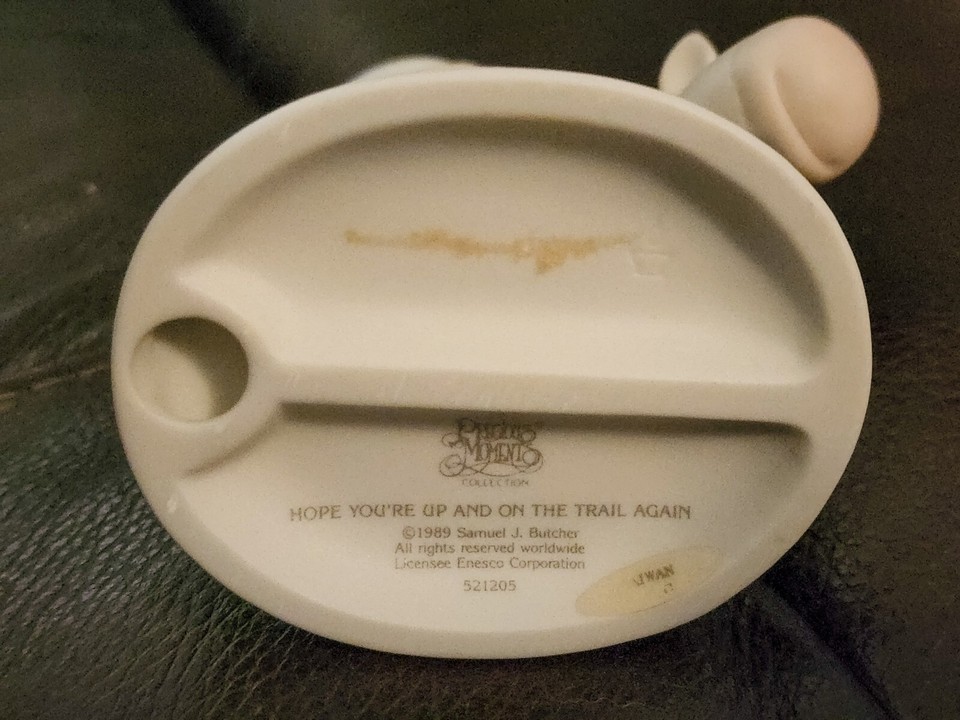 Precious
Moments
COLLECTION
HOPE YOU'RE UP AND ON THE TRAIL AGAIN
©1989 Samuel J. Butcher
All rights reserved worldwide
Licensee Enesco Corporation
521205